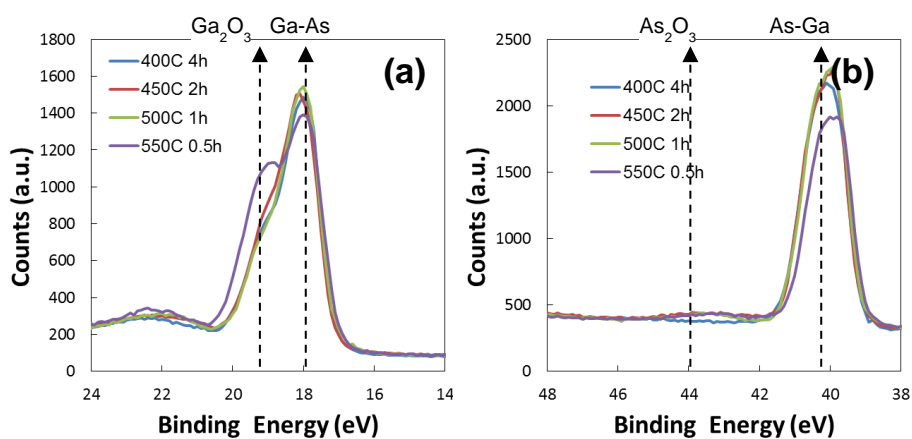 Ga₂O₃ Ga-As
1800
1600
1400
1200
1000
800
600
400
200
0
Counts (a.u.)
400C 4h
450C 2h
500C 1h
550C 0.5h
(a)
24 22 20 18 16 14
Binding Energy (eV)
As₂O₃ As-Ga
2500
2000
1500
1000
500
0
Counts (a.u.)
400C 4h
450C 2h
500C 1h
550C 0.5h
(b)
48 46 44 42 40 38
Binding Energy (eV)